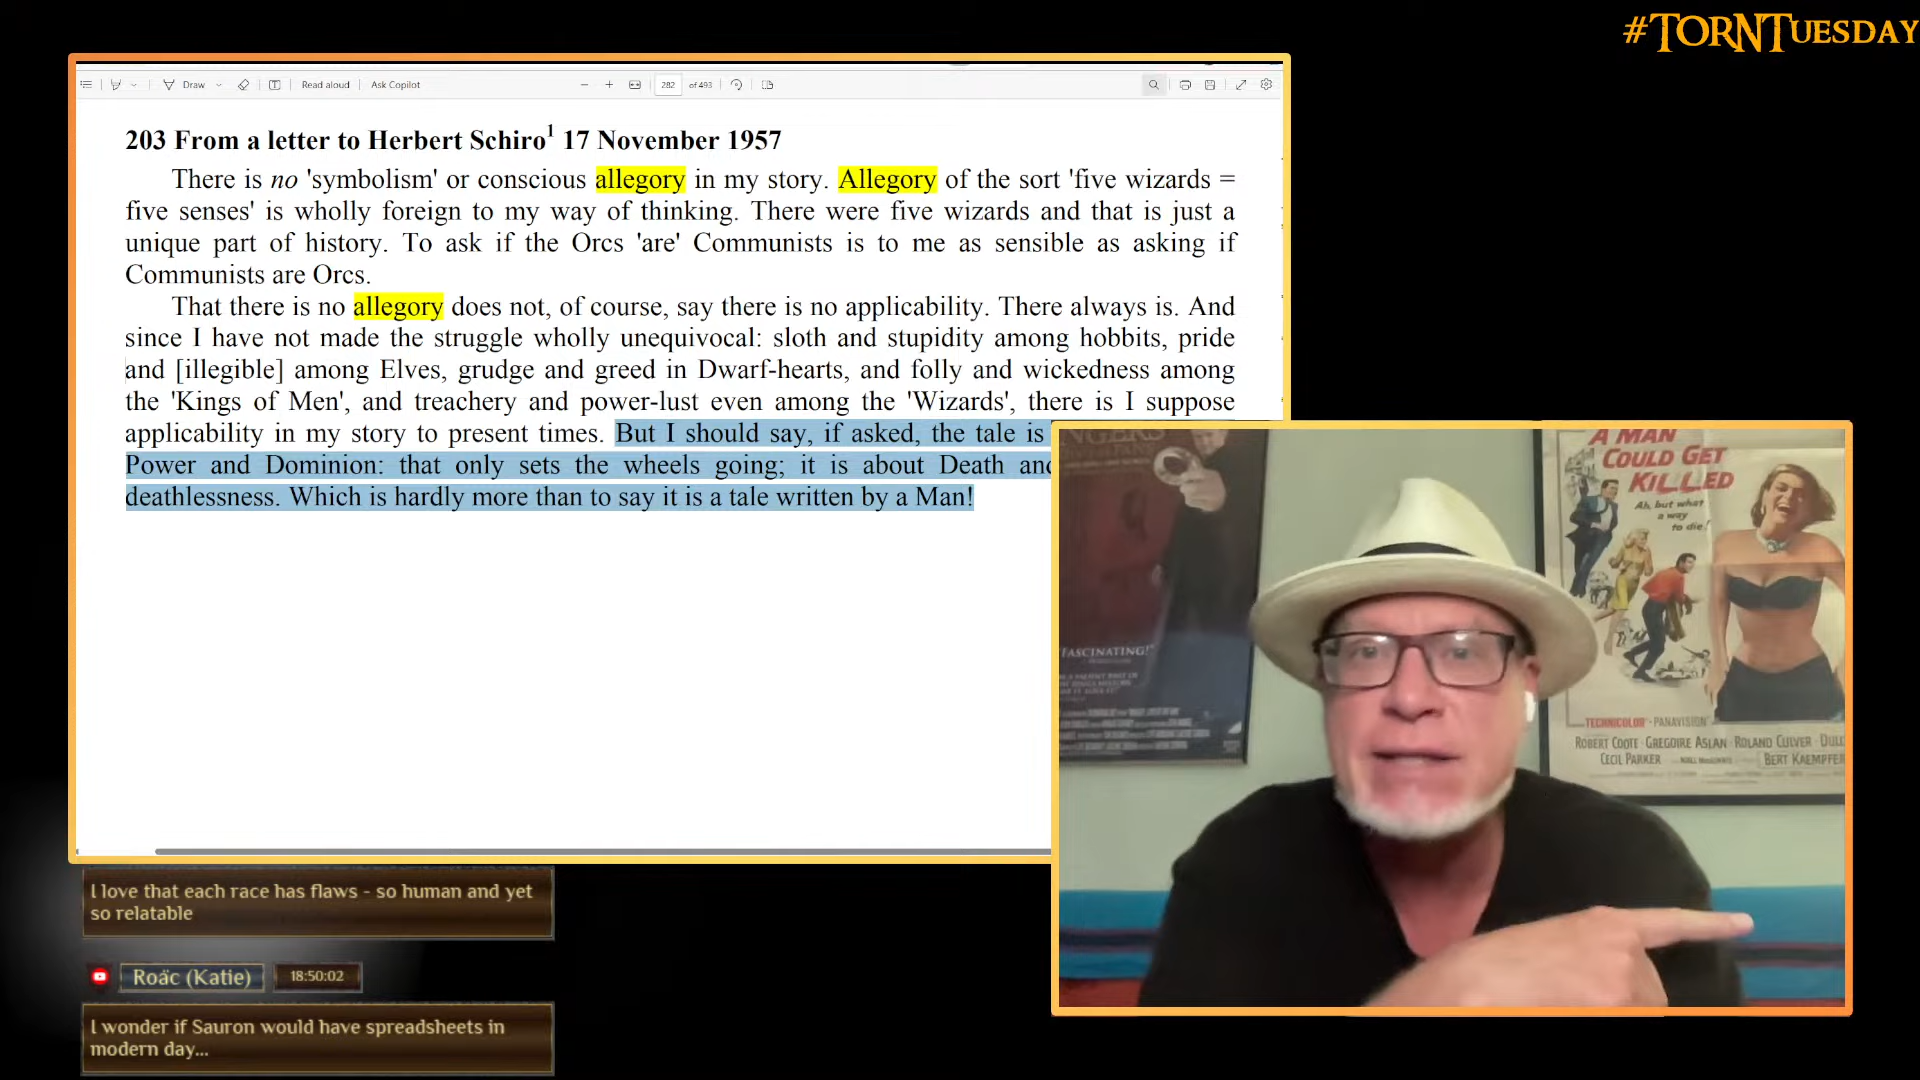 #TORNTUESDAY
Draw
Read aloud
Ask Copilot
282
of 493
203 From a letter to Herbert Schiro1 17 November 1957
There is no 'symbolism' or conscious allegory in my story. Allegory of the sort 'five wizards =
five senses' is wholly foreign to my way of thinking. There were five wizards and that is just a
unique part of history. To ask if the Orcs 'are' Communists is to me as sensible as asking if
Communists are Orcs.
That there is no allegory does not, of course, say there is no applicability. There always is. And
since I have not made the struggle wholly unequivocal: sloth and stupidity among hobbits, pride
and [illegible] among Elves, grudge and greed in Dwarf-hearts, and folly and wickedness among
the 'Kings of Men', and treachery and power-lust even among the 'Wizards', there is I suppose
applicability in my story to present times. But I should say, if asked, the tale is
Power and Dominion: that only sets the wheels going; it is about Death and
deathlessness. Which is hardly more than to say it is a tale written by a Man!
FASCINATING!"
A MAN
COULD GET
KILLED
Ah, but what
a way
to die!
TECHNICOLOR · PANAVISION
ROBERT COOTE · GREGOIRE ASLAN · ROLAND CULVER ·
CECIL PARKER
BERT KAEMPFER
I love that each race has flaws - so human and yet
so relatable
Roäc (Katie)
18:50:02
I wonder if Sauron would have spreadsheets in
modern day...